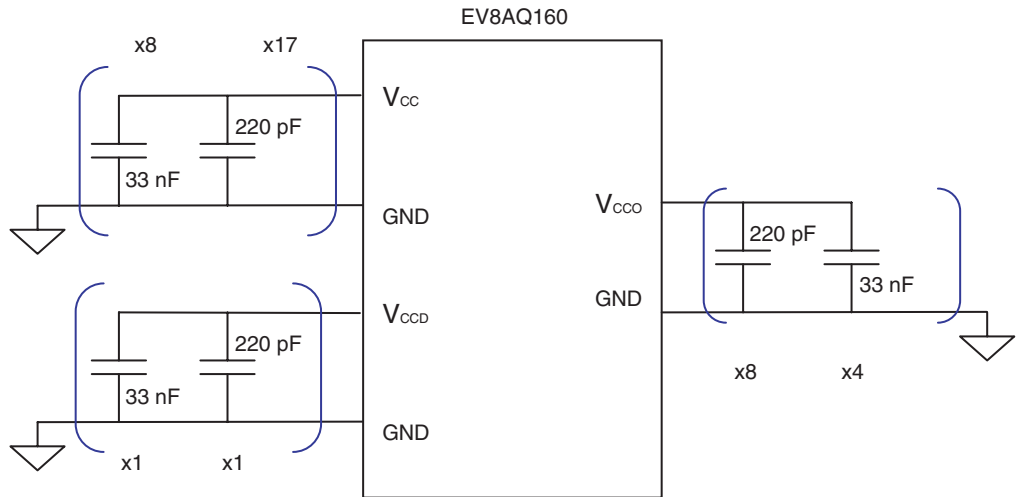 EV8AQ160
x8 x17
VCC
220 pF
33 nF
GND
VCCO
220 pF
33 nF
GND
x8 x4
VCCD
220 pF
33 nF
GND
x1 x1